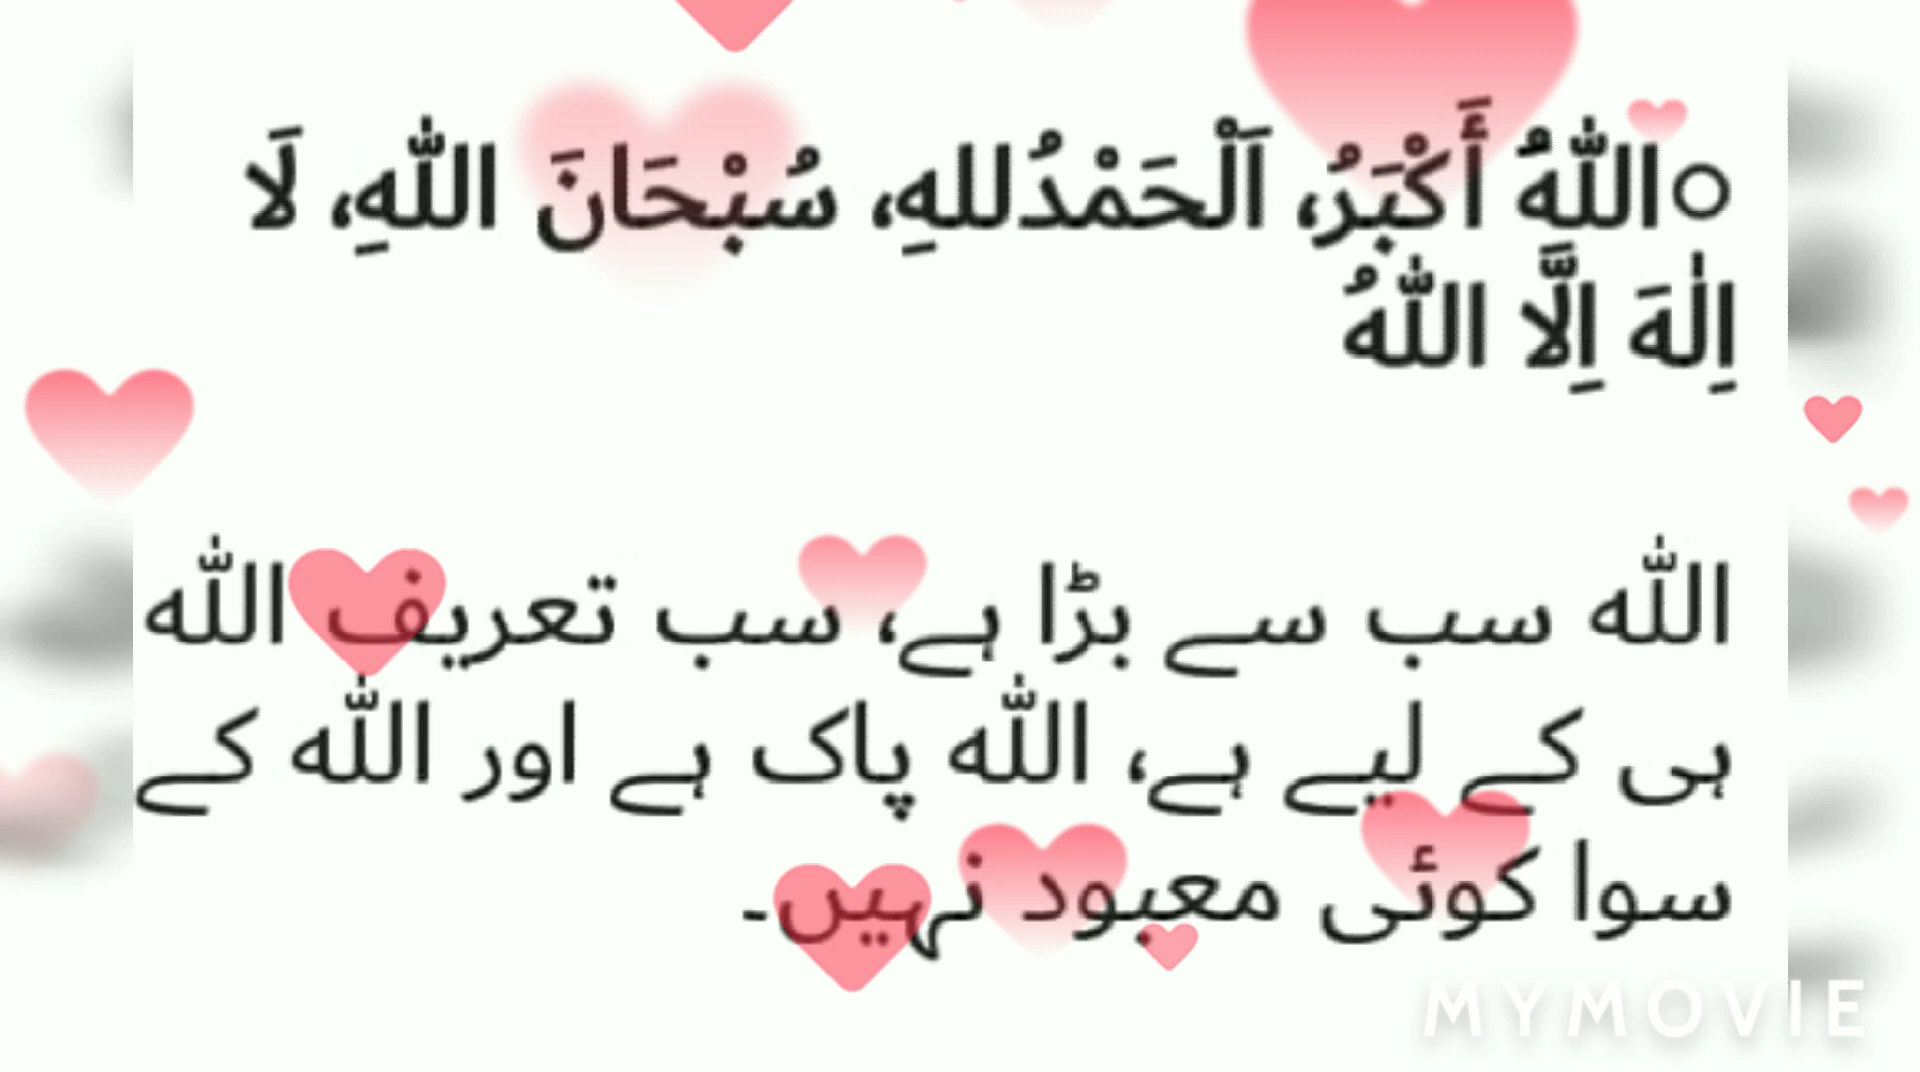 ○اللّٰهُ أَكْبَرُ، اَلْحَمْدُللهِ، سُبْحَانَ اللّٰهِ، لَا
اِلٰهَ اِلَّا اللّٰهُ
اللّٰه سب سے بڑا ہے، سب تعریف اللّٰه
ہی کے لیے ہے، اللّٰه پاک ہے اور اللّٰه کے
سوا کوئی معبود نہیں۔
MYMOVIE